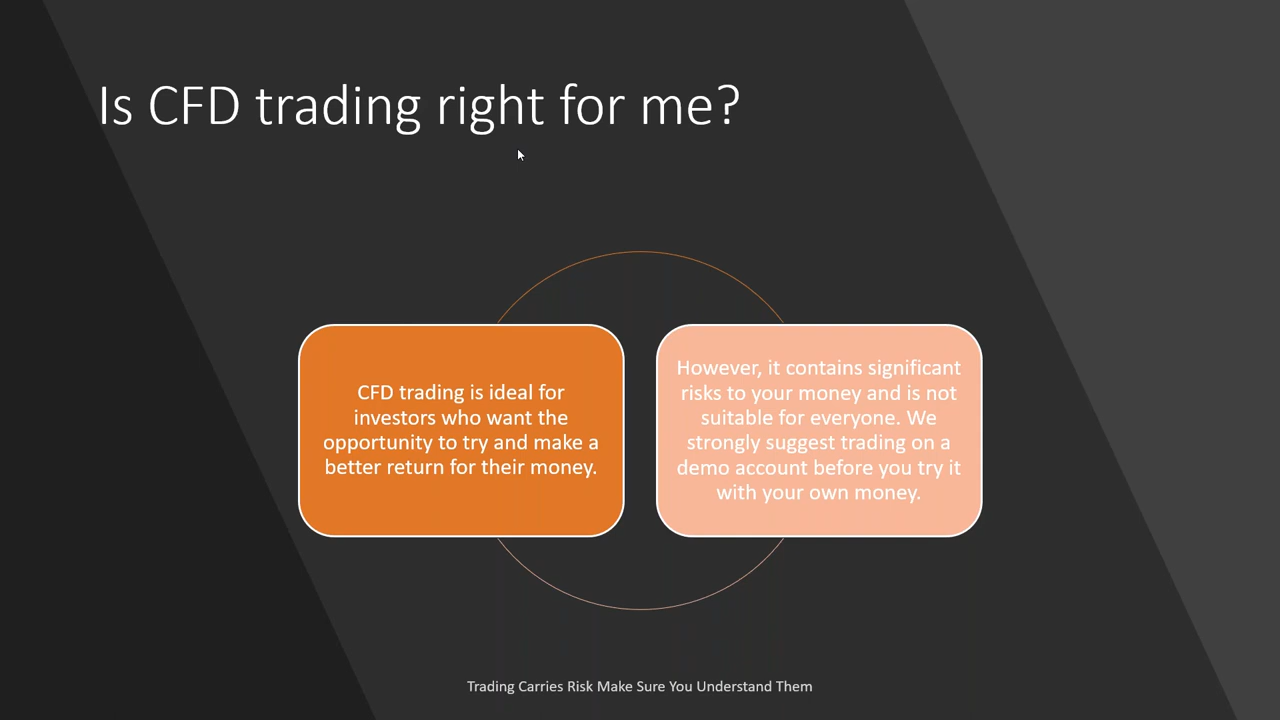 Is CFD trading right for me?
CFD trading is ideal for
investors who want the
opportunity to try and make a
better return for their money.
However, it contains significant
risks to your money and is not
suitable for everyone. We
strongly suggest trading on a
demo account before you try it
with your own money.
Trading Carries Risk Make Sure You Understand Them